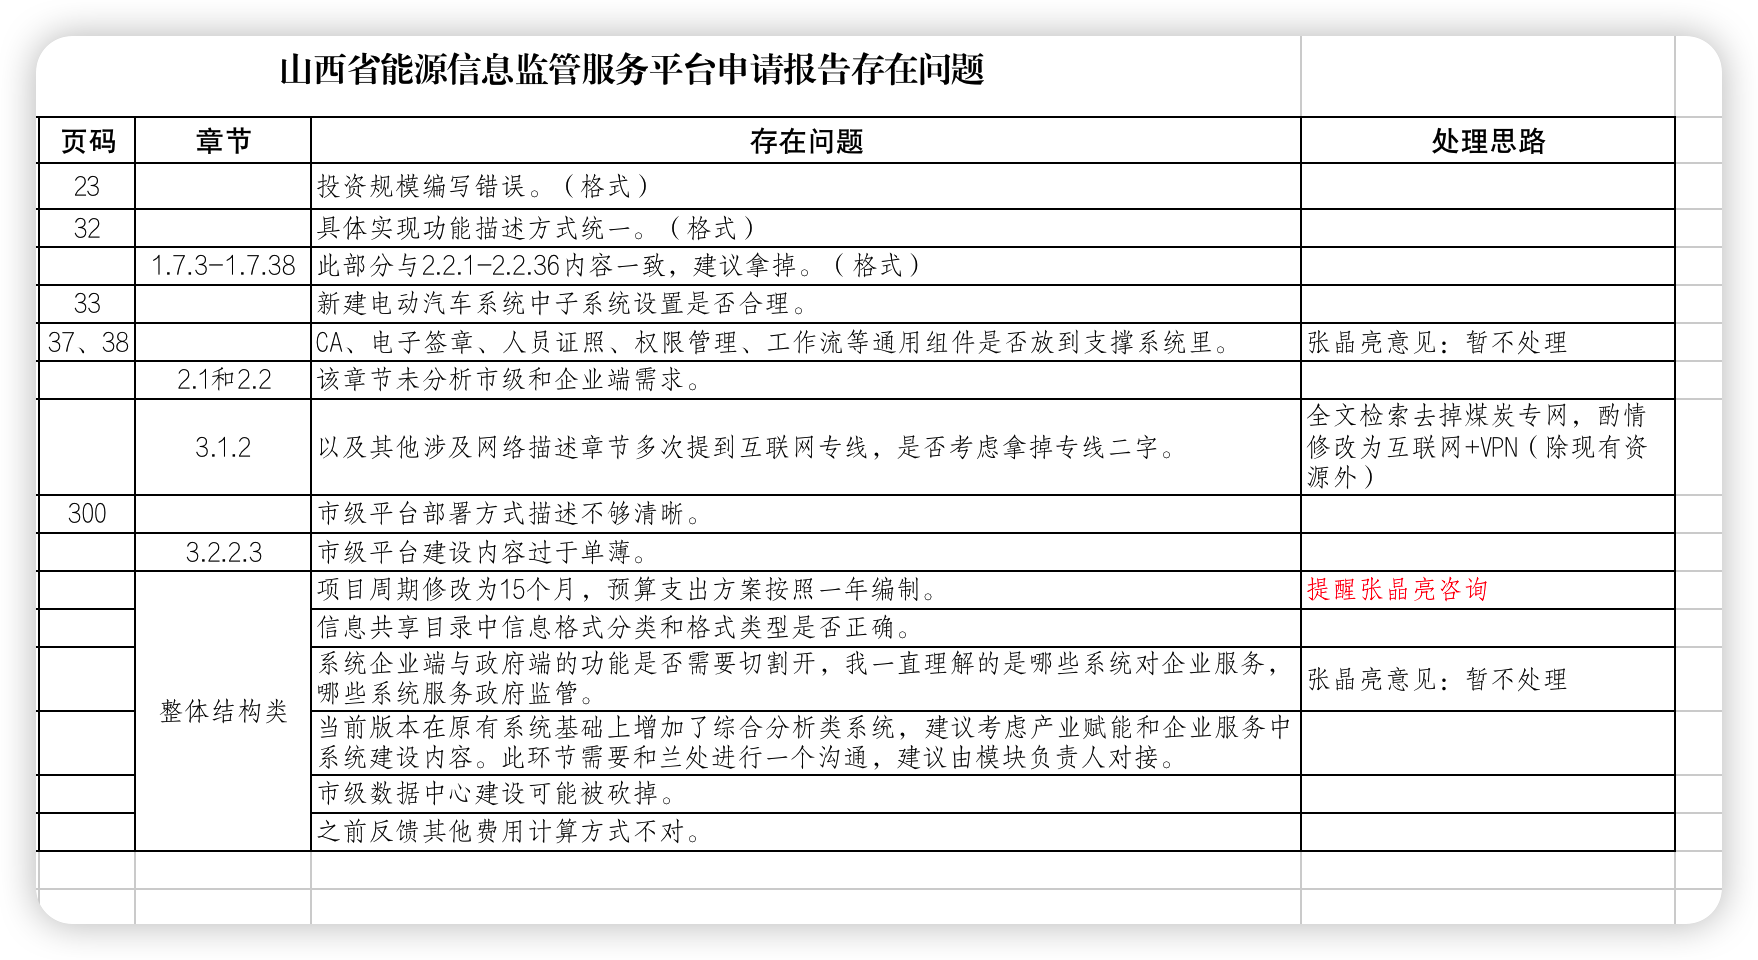 山西省能源信息监管服务平台申请报告存在问题
页码 章节 存在问题 处理思路
23 投资规模编写错误。（格式）
32 具体实现功能描述方式统一。（格式）
1.7.3-1.7.38 此部分与2.2.1-2.2.36内容一致，建议拿掉。（格式）
33 新建电动汽车系统中子系统设置是否合理。
37、38 CA、电子签章、人员证照、权限管理、工作流等通用组件是否放到支撑系统里。 张晶亮意见：暂不处理
2.1和2.2 该章节未分析市级和企业端需求。
3.1.2 以及其他涉及网络描述章节多次提到互联网专线，是否考虑拿掉专线二字。
全文检索去掉煤炭专网，酌情
修改为互联网+VPN（除现有资
源外）
300 市级平台部署方式描述不够清晰。
3.2.2.3 市级平台建设内容过于单薄。
整体结构类
项目周期修改为15个月，预算支出方案按照一年编制。 提醒张晶亮咨询
信息共享目录中信息格式分类和格式类型是否正确。
系统企业端与政府端的功能是否需要切割开，我一直理解的是哪些系统对企业服务，
哪些系统服务政府监管。
张晶亮意见：暂不处理
当前版本在原有系统基础上增加了综合分析类系统，建议考虑产业赋能和企业服务中
系统建设内容。此环节需要和兰处进行一个沟通，建议由模块负责人对接。
市级数据中心建设可能被砍掉。
之前反馈其他费用计算方式不对。